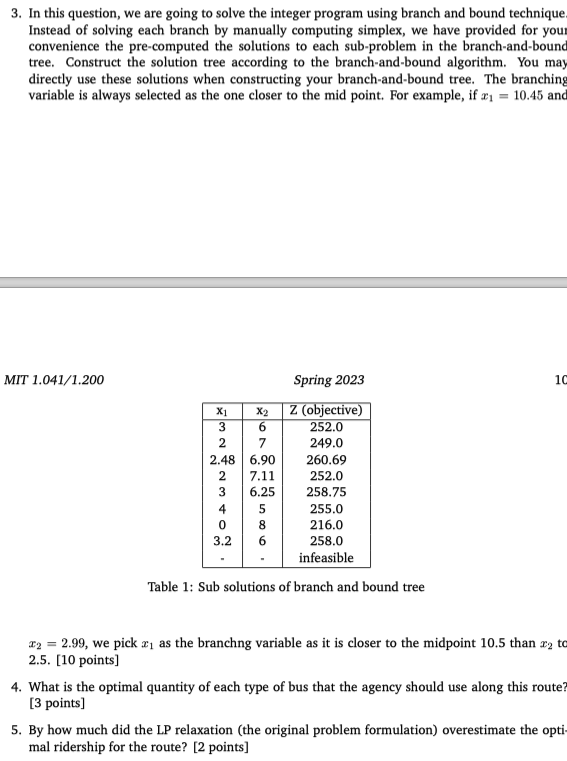 3. In this question, we are going to solve the integer program using branch and bound technique.
Instead of solving each branch by manually computing simplex, we have provided for your
convenience the pre-computed the solutions to each sub-problem in the branch-and-bound
tree. Construct the solution tree according to the branch-and-bound algorithm. You may
directly use these solutions when constructing your branch-and-bound tree. The branching
variable is always selected as the one closer to the mid point. For example, if x₁ = 10.45 and
MIT 1.041/1.200 Spring 2023 10
x₁ x₂ Z (objective)
3 6 252.0
2 7 249.0
2.48 6.90 260.69
2 7.11 252.0
3 6.25 258.75
4 5 255.0
0 8 216.0
3.2 6 258.0
- - infeasible
Table 1: Sub solutions of branch and bound tree
x₂ = 2.99, we pick x₁ as the branchng variable as it is closer to the midpoint 10.5 than x₂ to
2.5. [10 points]
4. What is the optimal quantity of each type of bus that the agency should use along this route?
[3 points]
5. By how much did the LP relaxation (the original problem formulation) overestimate the opti-
mal ridership for the route? [2 points]